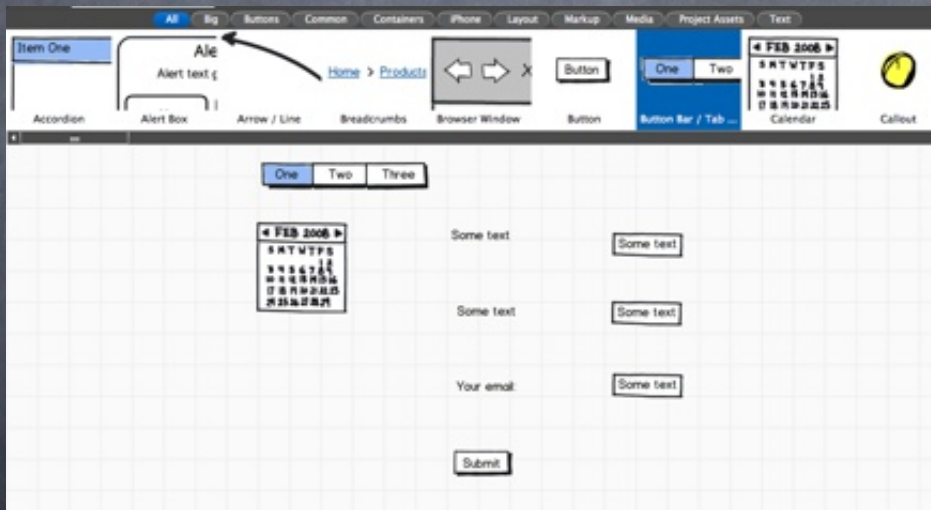 All Big Buttons Common Containers iPhone Layout Markup Media Project Assets Text
Item One
Ale
Alert text g
Home > Products
X
Button
One Two
FEB 2008
S M T W T F S
Accordion Alert Box Arrow / Line Breadcrumbs Browser Window Button Button Bar / Tab ... Calendar Callout
One Two Three
FEB 2008
S M T W T F S
Some text
Some text
Some text
Some text
Your email:
Some text
Submit